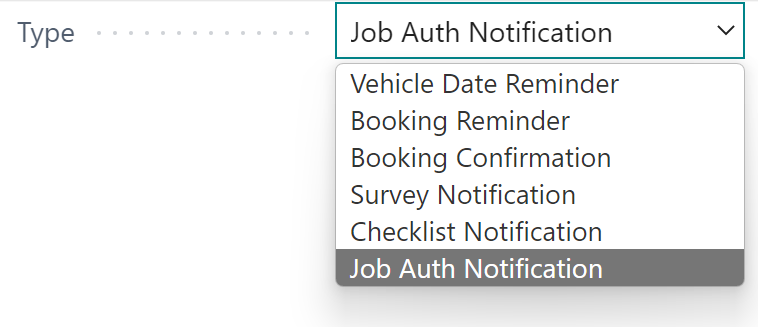 Type Job Auth Notification
Vehicle Date Reminder
Booking Reminder
Booking Confirmation
Survey Notification
Checklist Notification
Job Auth Notification